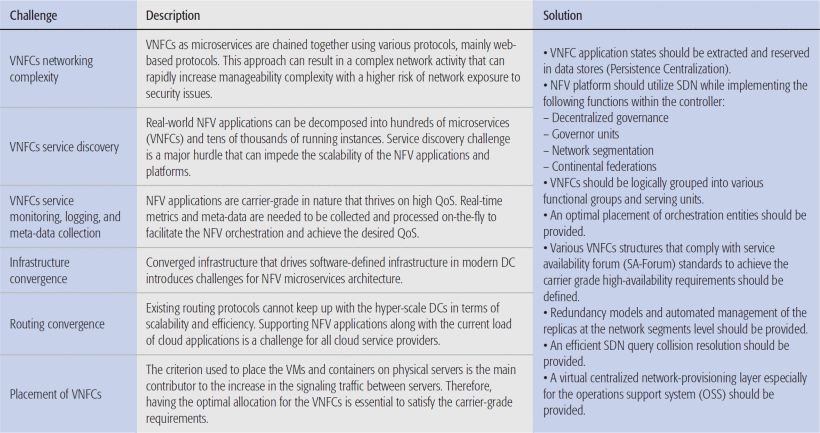 Challenge
Description
Solution
VNFCs networking
complexity
VNFCs as microservices are chained together using various protocols, mainly web-
based protocols. This approach can result in a complex network activity that can
rapidly increase manageability complexity with a higher risk of network exposure to
security issues.
VNFCs service discovery
Real-world NFV applications can be decomposed into hundreds of microservices
(VNFCs) and tens of thousands of running instances. Service discovery challenge
is a major hurdle that can impede the scalability of the NFV applications and
platforms.
VNFCs service
monitoring, logging, and
meta-data collection
NFV applications are carrier-grade in nature that thrives on high QoS. Real-time
metrics and meta-data are needed to be collected and processed on-the-fly to
facilitate the NFV orchestration and achieve the desired QoS.
Infrastructure
convergence
Converged infrastructure that drives software-defined infrastructure in modern DC
introduces challenges for NFV microservices architecture.
Routing convergence
Existing routing protocols cannot keep up with the hyper-scale DCs in terms of
scalability and efficiency. Supporting NFV applications along with the current load
of cloud applications is a challenge for all cloud service providers.
Placement of VNFCs
The criterion used to place the VMs and containers on physical servers is the main
contributor to the increase in the signaling traffic between servers. Therefore,
having the optimal allocation for the VNFCs is essential to satisfy the carrier-grade
requirements.
• VNFC application states should be extracted and reserved
in data stores (Persistence Centralization).
• NFV platform should utilize SDN while implementing the
following functions within the controller:
– Decentralized governance
– Governor units
– Network segmentation
– Continental federations
• VNFCs should be logically grouped into various
functional groups and serving units.
• An optimal placement of orchestration entities should be
provided.
• Various VNFCs structures that comply with service
availability forum (SA-Forum) standards to achieve the
carrier grade high-availability requirements should be
defined.
• Redundancy models and automated management of the
replicas at the network segments level should be provided.
• An efficient SDN query collision resolution should be
provided.
• A virtual centralized network-provisioning layer especially
for the operations support system (OSS) should be
provided.